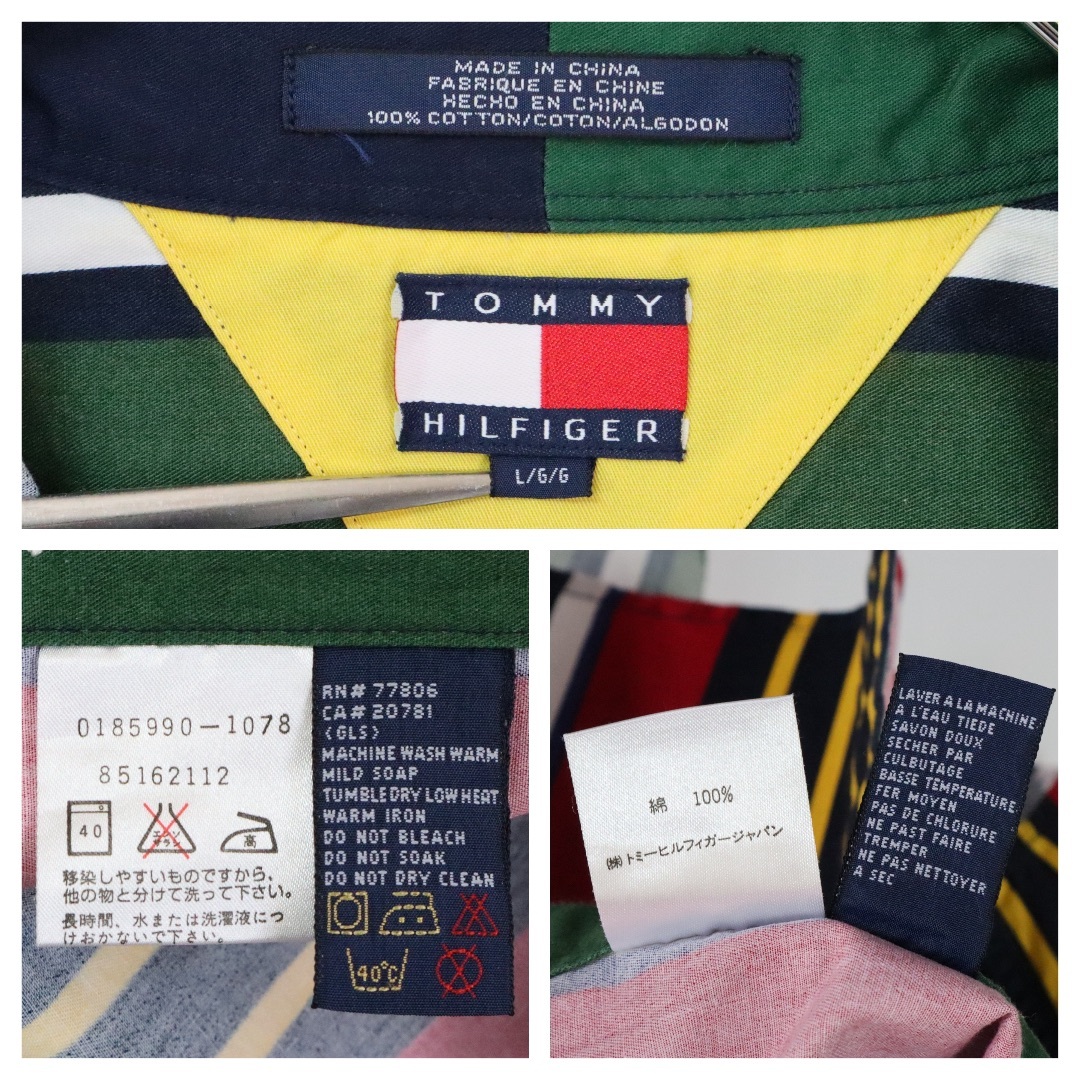 MADE IN CHINA
FABRIQUE EN CHINE
HECHO EN CHINA
100% COTTON/COTON/ALGODON
TOMMY
HILFIGER
L/G/G
0185990-1078
85162112
40
エンソ
サラシ
高
移染しやすいものですから、
他の物と分けて洗って下さい。
長時間、水または洗濯液につ
けおかないで下さい。
RN# 77806
CA# 20781
(GLS)
MACHINE WASH WARM
MILD SOAP
TUMBLE DRY LOW HEAT
WARM IRON
DO NOT BLEACH
DO NOT SOAK
DO NOT DRY CLEAN
40°C
綿 100%
㈱トミーヒルフィガージャパン
LAVER A LA MACHINE
A L'EAU TIEDE
SAVON DOUX
SECHER PAR
CULBUTAGE
BASSE TEMPERATURE
FER MOYEN
PAS DE CHLORURE
NE PAST FAIRE
TREMPER
NE PAS NETTOYER
A SEC